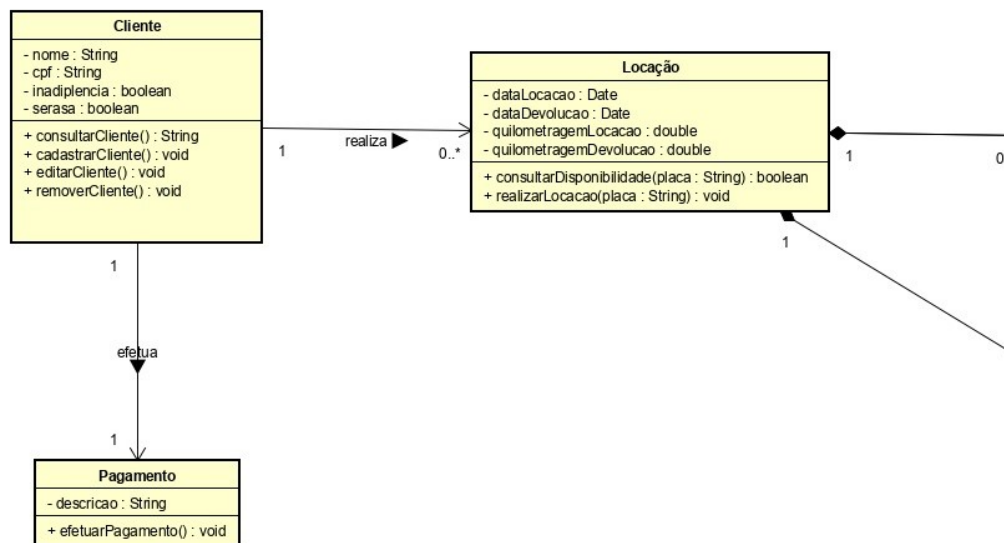 Cliente
- nome : String
- cpf : String
- inadiplencia : boolean
- serasa : boolean
+ consultarCliente() : String
+ cadastrarCliente() : void
+ editarCliente() : void
+ removerCliente() : void
1
realiza
0..*
Locação
- dataLocacao : Date
- dataDevolucao : Date
- quilometragemLocacao : double
- quilometragemDevolucao : double
+ consultarDisponibilidade(placa : String) : boolean
+ realizarLocacao(placa : String) : void
1
0
1
1
efetua
1
Pagamento
- descricao : String
+ efetuarPagamento() : void